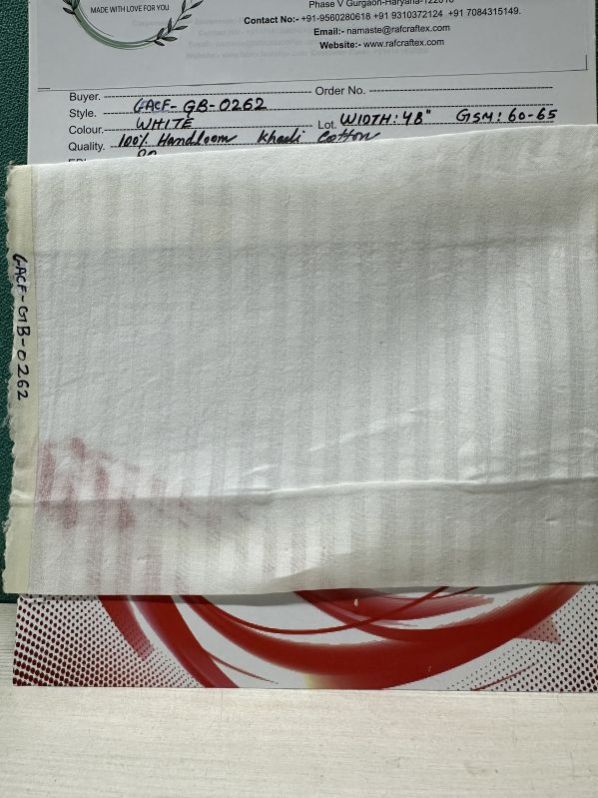 MADE WITH LOVE FOR YOU
Phase V Gurgaon-Haryana-122016
Contact No:- +91-9560280618 +91 9310372124 +91 7084315149.
Email:- namaste@rafcraftex.com
Website:- www.rafcraftex.com
Buyer. Order No.
Style. GACF-GB-0262
Colour. WHITE Lot. WIDTH: 48" GSM: 60-65
Quality. 100% Handloom Khadi Cotton
GACF-GB-0262